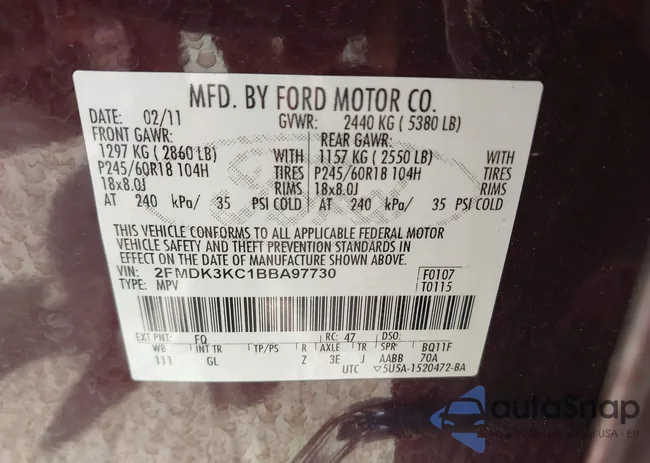 MFD. BY FORD MOTOR CO.
DATE: 02/11 GVWR: 2440 KG ( 5380 LB)
FRONT GAWR: REAR GAWR:
1297 KG ( 2860 LB) WITH 1157 KG ( 2550 LB) WITH
P245/60R18 104H TIRES P245/60R18 104H TIRES
18x8.0J RIMS 18x8.0J RIMS
AT 240 kPa/ 35 PSI COLD AT 240 kPa/ 35 PSI COLD
THIS VEHICLE CONFORMS TO ALL APPLICABLE FEDERAL MOTOR
VEHICLE SAFETY AND THEFT PREVENTION STANDARDS IN EFFECT
ON THE DATE OF MANUFACTURE SHOWN ABOVE.
VIN: 2FMDK3KC1BBA97730 F0107
TYPE: MPV T0115
EXT PNT: FQ RC: 47 DSO:
WB INT TR TP/PS R AXLE TR SPR BQ11F
111 GL Z 3E J AABB 70A
UTC ▽5U5A-1520472-BA
autoSnap
USA | EU